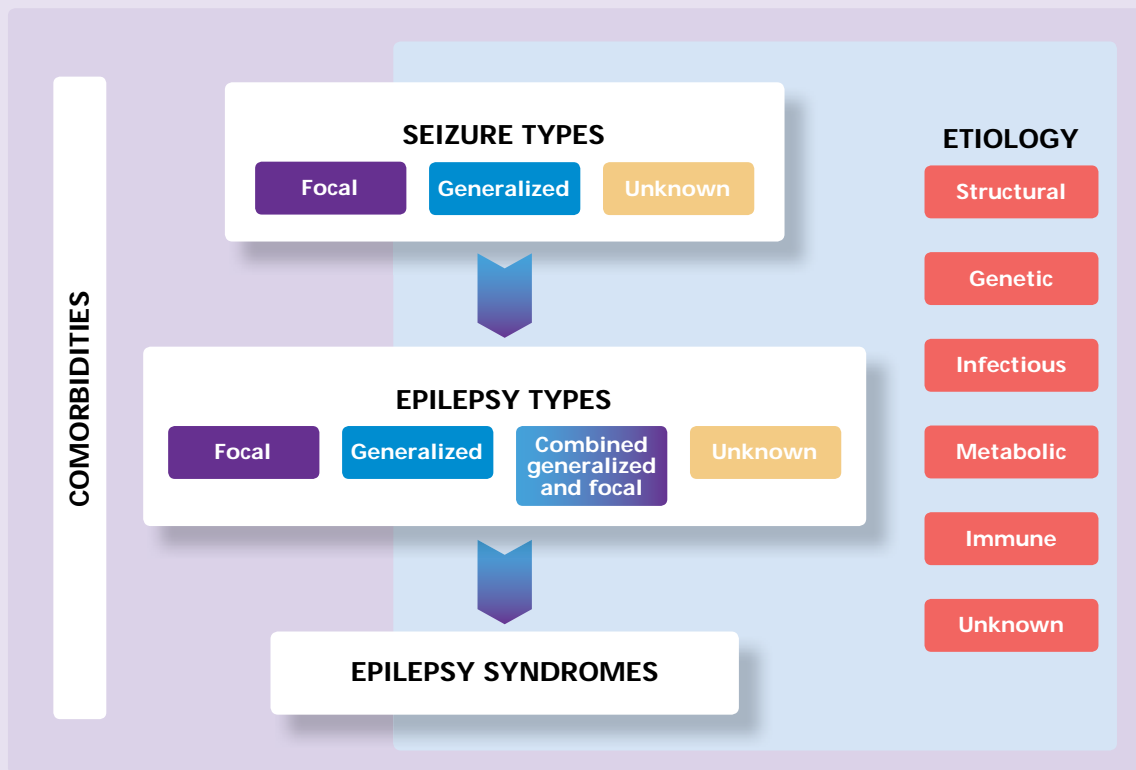 COMORBIDITIES
SEIZURE TYPES
Focal
Generalized
Unknown
EPILEPSY TYPES
Focal
Generalized
Combined
generalized
and focal
Unknown
EPILEPSY SYNDROMES
ETIOLOGY
Structural
Genetic
Infectious
Metabolic
Immune
Unknown